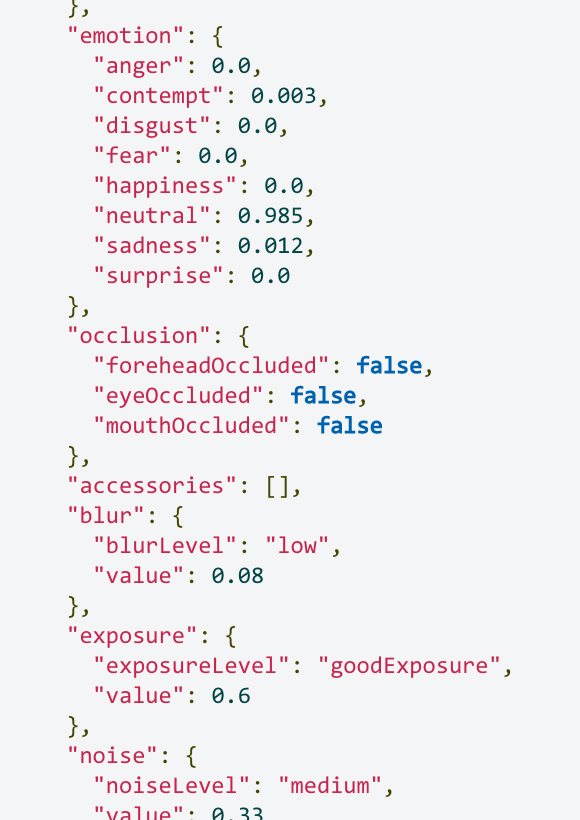 },
"emotion": {
"anger": 0.0,
"contempt": 0.003,
"disgust": 0.0,
"fear": 0.0,
"happiness": 0.0,
"neutral": 0.985,
"sadness": 0.012,
"surprise": 0.0
},
"occlusion": {
"foreheadOccluded": false,
"eyeOccluded": false,
"mouthOccluded": false
},
"accessories": [],
"blur": {
"blurLevel": "low",
"value": 0.08
},
"exposure": {
"exposureLevel": "goodExposure",
"value": 0.6
},
"noise": {
"noiseLevel": "medium",
"value": 0.33